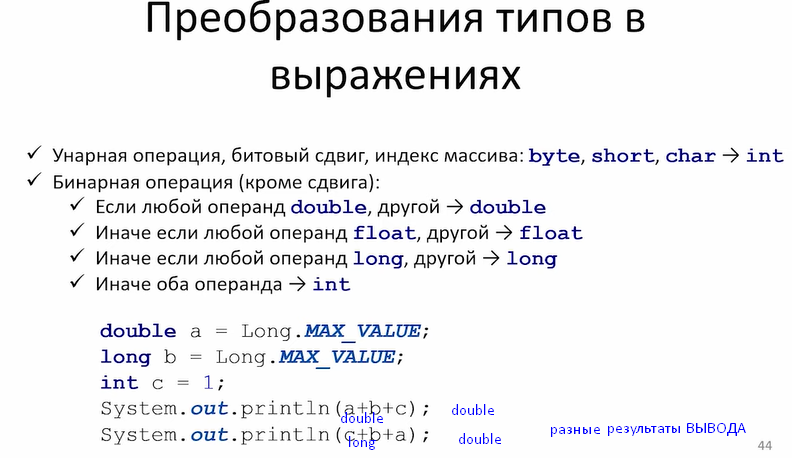 Преобразования типов в
выражениях
✓ Унарная операция, битовый сдвиг, индекс массива: byte, short, char → int
✓ Бинарная операция (кроме сдвига):
✓ Если любой операнд double, другой → double
✓ Иначе если любой операнд float, другой → float
✓ Иначе если любой операнд long, другой → long
✓ Иначе оба операнда → int
double a = Long.MAX_VALUE;
long b = Long.MAX_VALUE;
int c = 1;
System.out.println(a+b+c); double
double
System.out.println(c+b+a); double разные результаты ВЫВОДА
long
44